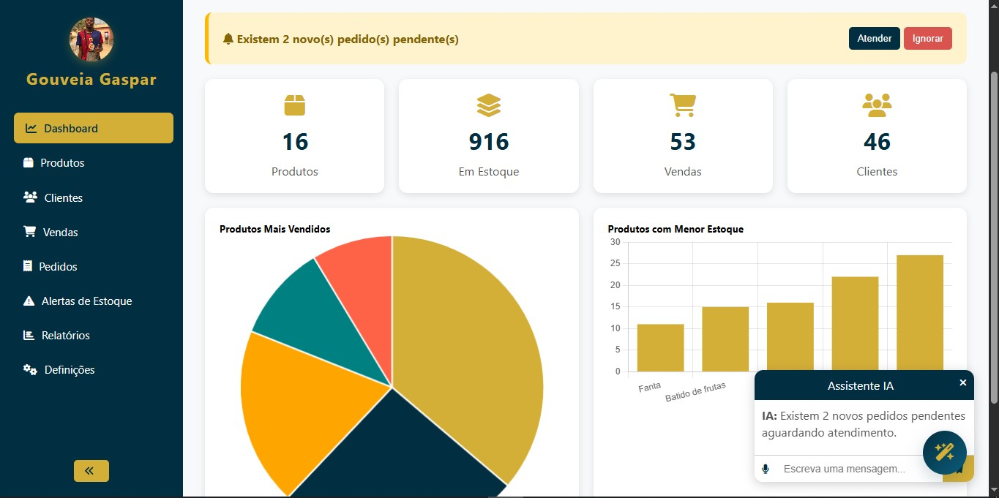 Gouveia Gaspar
Dashboard
Produtos
Clientes
Vendas
Pedidos
Alertas de Estoque
Relatórios
Definições
Existem 2 novo(s) pedido(s) pendente(s)
Atender
Ignorar
16
Produtos
916
Em Estoque
53
Vendas
46
Clientes
Produtos Mais Vendidos
Produtos com Menor Estoque
30
25
20
15
10
5
0
Fanta
Batido de frutas
Assistente IA
×
IA: Existem 2 novos pedidos pendentes
aguardando atendimento.
Escreva uma mensagem...